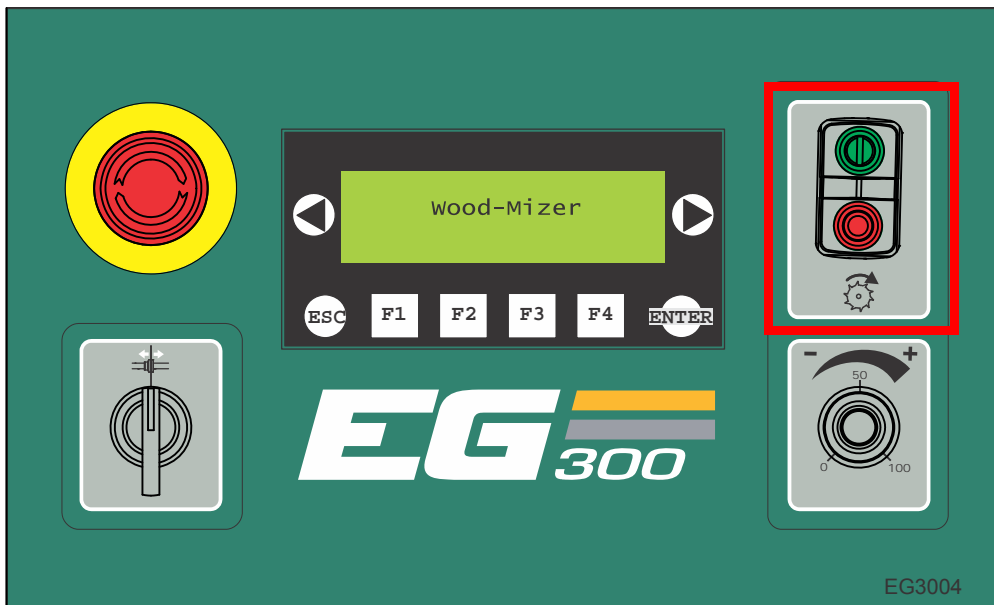 Wood-Mizer
ESC F1 F2 F3 F4 ENTER
- +
50
0 100
EG
300
EG3004